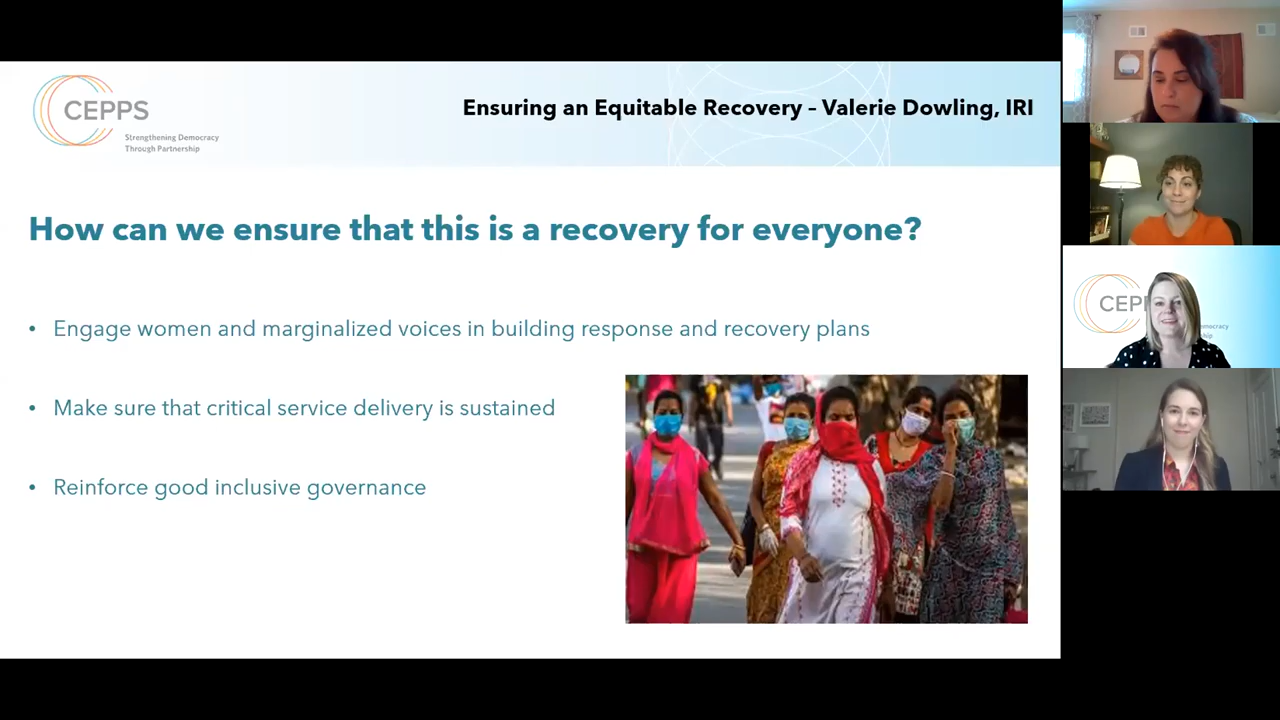 CEPPS
Strengthening Democracy
Through Partnership
Ensuring an Equitable Recovery – Valerie Dowling, IRI
How can we ensure that this is a recovery for everyone?
• Engage women and marginalized voices in building response and recovery plans
• Make sure that critical service delivery is sustained
• Reinforce good inclusive governance
CEPP